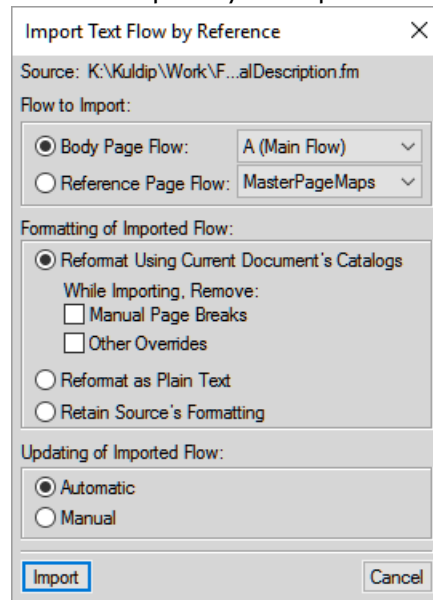 Import Text Flow by Reference
Source: K:\Kuldip\Work\F...alDescription.fm
Flow to Import:
Body Page Flow: A (Main Flow)
Reference Page Flow: MasterPageMaps
Formatting of Imported Flow:
Reformat Using Current Document's Catalogs
While Importing, Remove:
Manual Page Breaks
Other Overrides
Reformat as Plain Text
Retain Source's Formatting
Updating of Imported Flow:
Automatic
Manual
Import Cancel